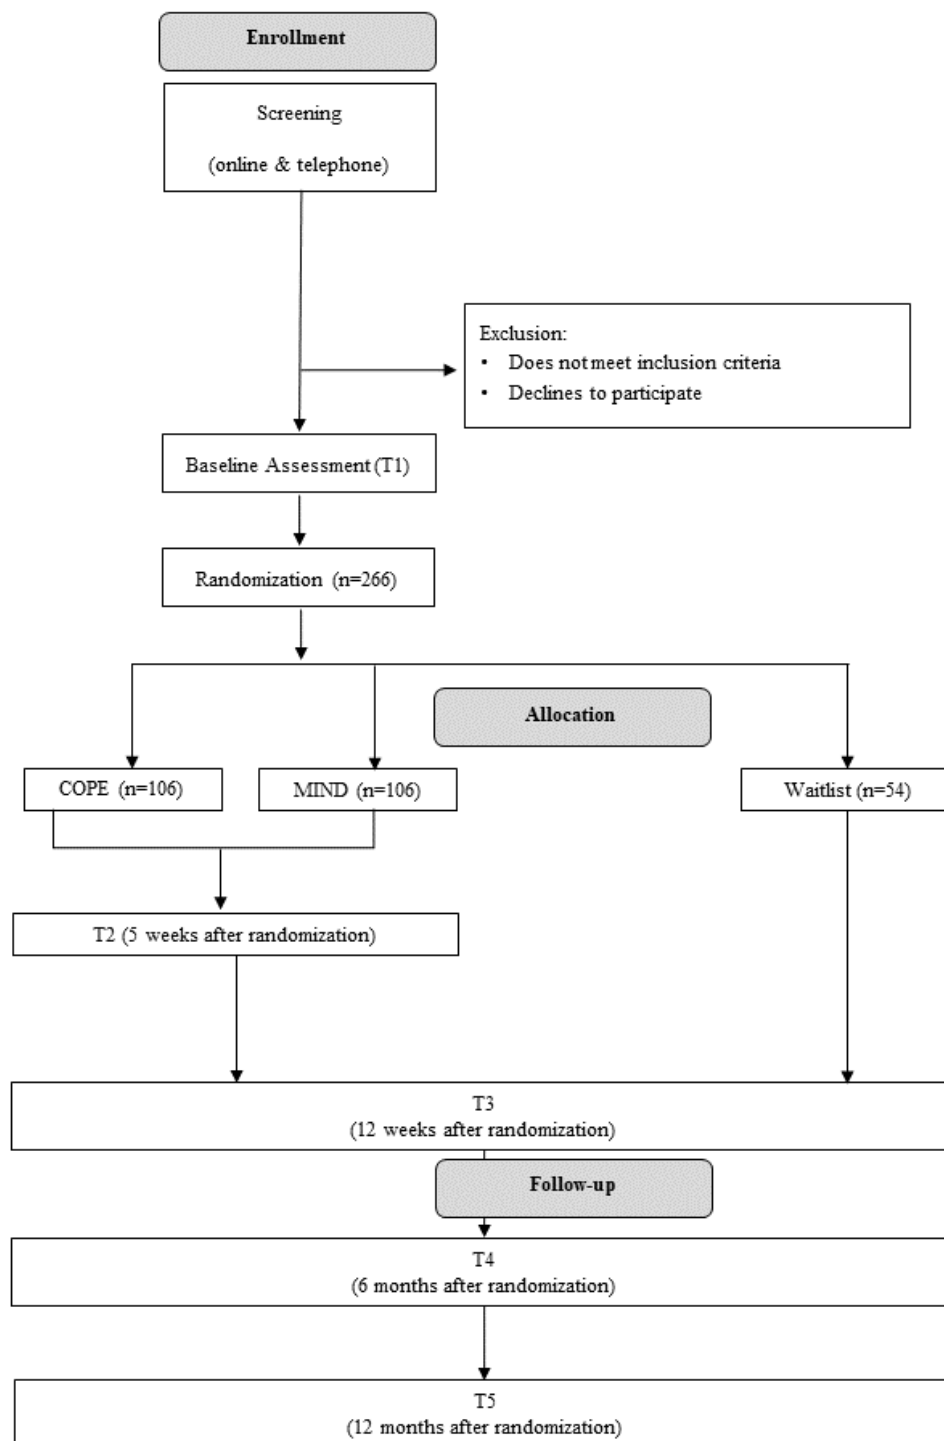 Enrollment
Screening
(online & telephone)
Exclusion:
• Does not meet inclusion criteria
• Declines to participate
Baseline Assessment (T1)
Randomization (n=266)
Allocation
COPE (n=106)
MIND (n=106)
Waitlist (n=54)
T2 (5 weeks after randomization)
T3
(12 weeks after randomization)
Follow-up
T4
(6 months after randomization)
T5
(12 months after randomization)